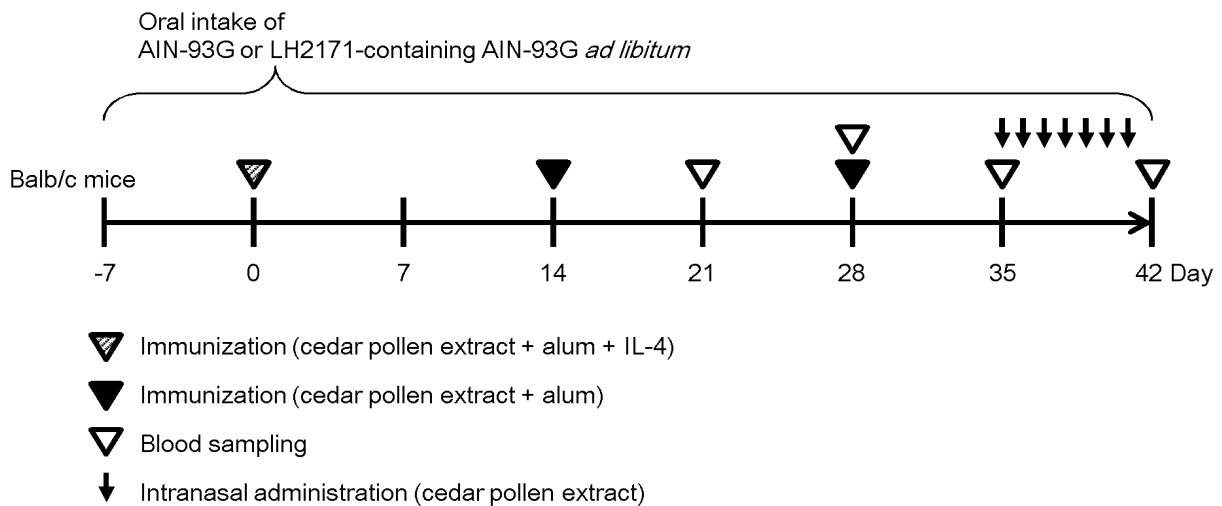 Oral intake of
AIN-93G or LH2171-containing AIN-93G ad libitum
Balb/c mice
-7 0 7 14 21 28 35 42 Day
Immunization (cedar pollen extract + alum + IL-4)
Immunization (cedar pollen extract + alum)
Blood sampling
Intranasal administration (cedar pollen extract)